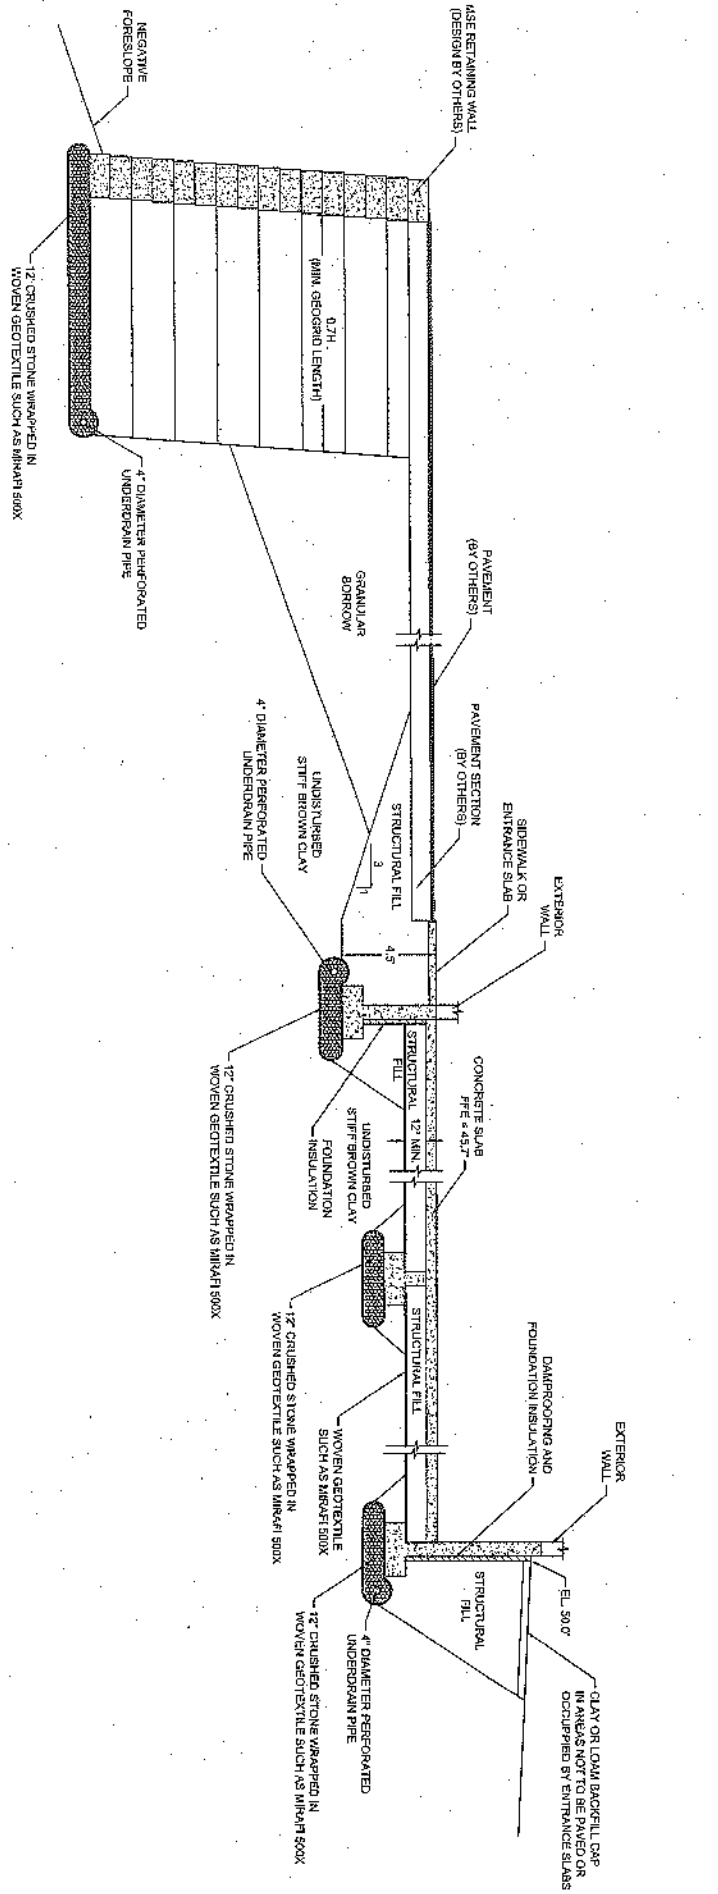 MSE RETAINING WALL
(DESIGN BY OTHERS)
NEGATIVE
FORESLOPE
0.7H
(MIN. GEOGRID LENGTH)
12" CRUSHED STONE WRAPPED IN
WOVEN GEOTEXTILE SUCH AS MIRAFI 500X
4" DIAMETER PERFORATED
UNDERDRAIN PIPE
PAVEMENT
(BY OTHERS)
GRANULAR
BORROW
PAVEMENT SECTION
(BY OTHERS)
STRUCTURAL FILL
3
1
UNDISTURBED
STIFF BROWN CLAY
4" DIAMETER PERFORATED
UNDERDRAIN PIPE
SIDEWALK OR
ENTRANCE SLAB
EXTERIOR
WALL
4.5'
12" CRUSHED STONE WRAPPED IN
WOVEN GEOTEXTILE SUCH AS MIRAFI 500X
CONCRETE SLAB
FFE = 45.7'
STRUCTURAL
FILL
12" MIN.
UNDISTURBED
STIFF BROWN CLAY
FOUNDATION
INSULATION
12" CRUSHED STONE WRAPPED IN
WOVEN GEOTEXTILE SUCH AS MIRAFI 500X
STRUCTURAL FILL
WOVEN GEOTEXTILE
SUCH AS MIRAFI 500X
DAMPROOFING AND
FOUNDATION INSULATION
EXTERIOR
WALL
EL. 50.0'
STRUCTURAL
FILL
CLAY OR LOAM BACKFILL CAP
IN AREAS NOT TO BE PAVED OR
OCCUPIED BY ENTRANCE SLABS
4" DIAMETER PERFORATED
UNDERDRAIN PIPE
12" CRUSHED STONE WRAPPED IN
WOVEN GEOTEXTILE SUCH AS MIRAFI 500X